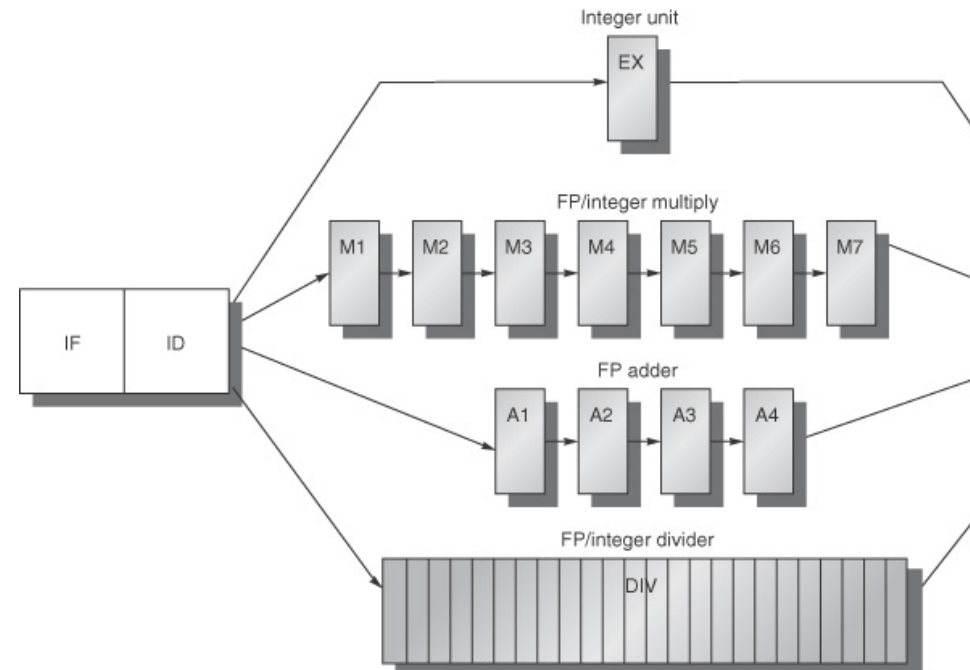 Integer unit
EX
FP/integer multiply
M1 M2 M3 M4 M5 M6 M7
IF ID
FP adder
A1 A2 A3 A4
FP/integer divider
DIV